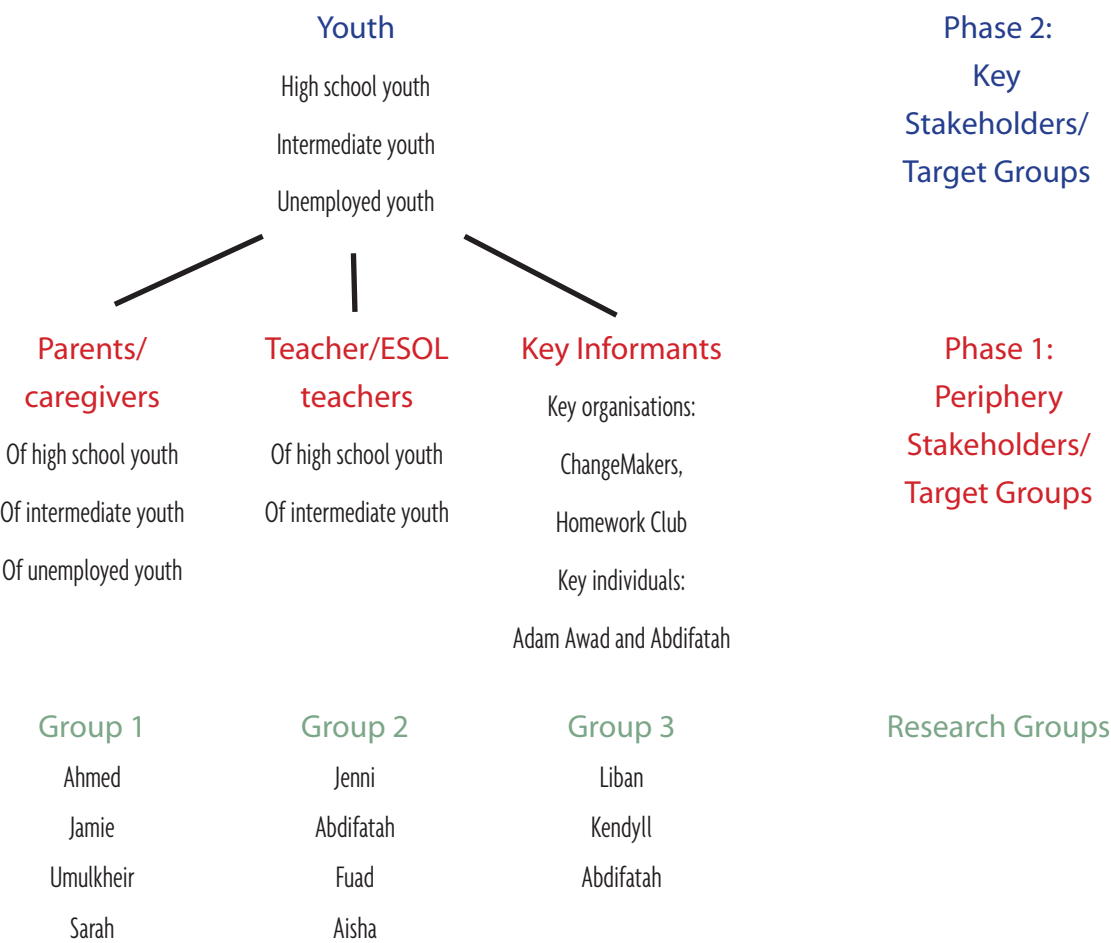 Youth
High school youth
Intermediate youth
Unemployed youth
Phase 2:
Key
Stakeholders/
Target Groups
Parents/
caregivers
Of high school youth
Of intermediate youth
Of unemployed youth
Teacher/ESOL
teachers
Of high school youth
Of intermediate youth
Key Informants
Key organisations:
ChangeMakers,
Homework Club
Key individuals:
Adam Awad and Abdifatah
Phase 1:
Periphery
Stakeholders/
Target Groups
Group 1
Ahmed
Jamie
Umulkheir
Sarah
Group 2
Jenni
Abdifatah
Fuad
Aisha
Group 3
Liban
Kendyll
Abdifatah
Research Groups